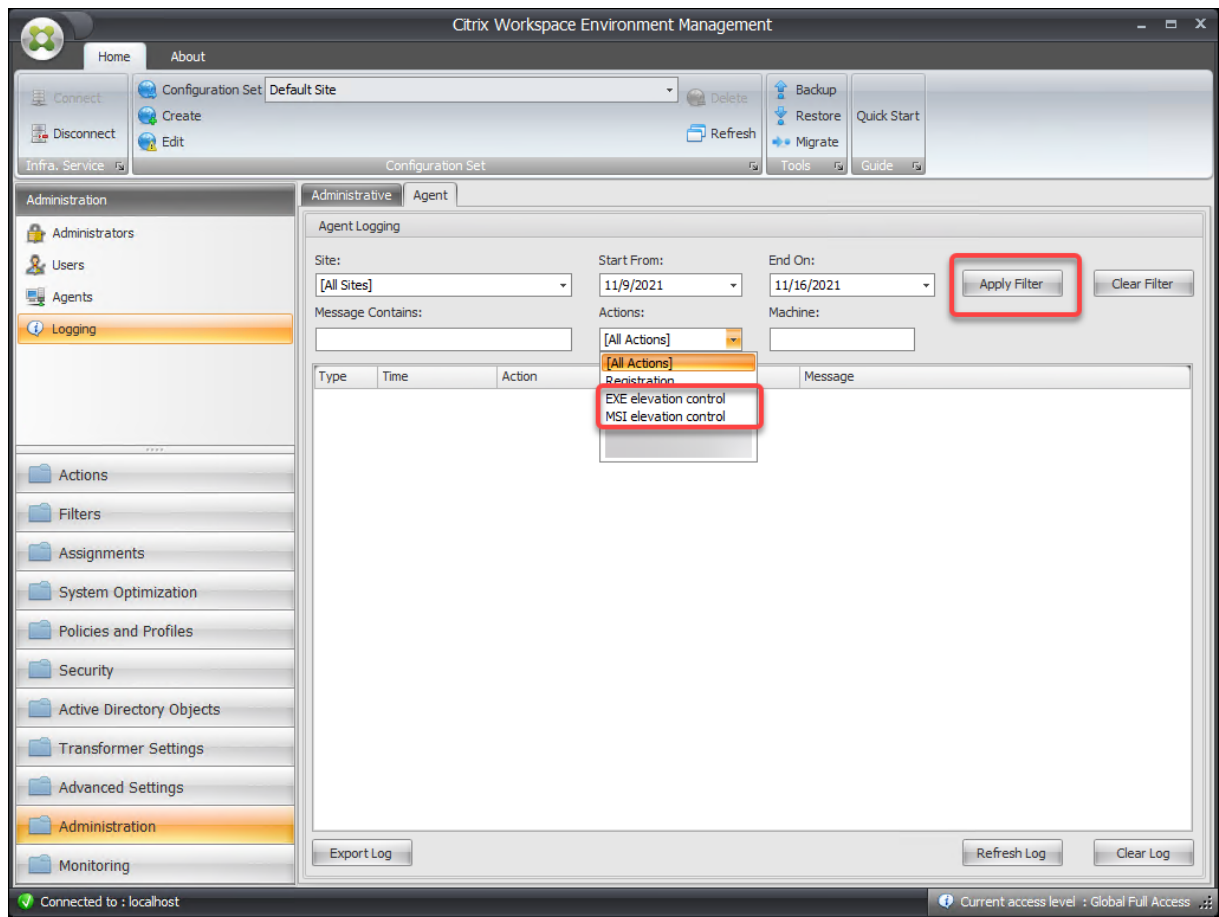 Citrix Workspace Environment Management
Home About
Connect
Disconnect
Infra. Service
Configuration Set Default Site
Create
Edit
Delete
Refresh
Configuration Set
Backup
Restore
Migrate
Tools
Quick Start
Guide
Administration
Administrators
Users
Agents
Logging
Actions
Filters
Assignments
System Optimization
Policies and Profiles
Security
Active Directory Objects
Transformer Settings
Advanced Settings
Administration
Monitoring
Administrative Agent
Agent Logging
Site: Start From: End On:
[All Sites] 11/9/2021 11/16/2021 Apply Filter Clear Filter
Message Contains: Actions: Machine:
[All Actions]
[All Actions]
Registration
EXE elevation control
MSI elevation control
Type Time Action Message
Export Log Refresh Log Clear Log
Connected to : localhost Current access level : Global Full Access